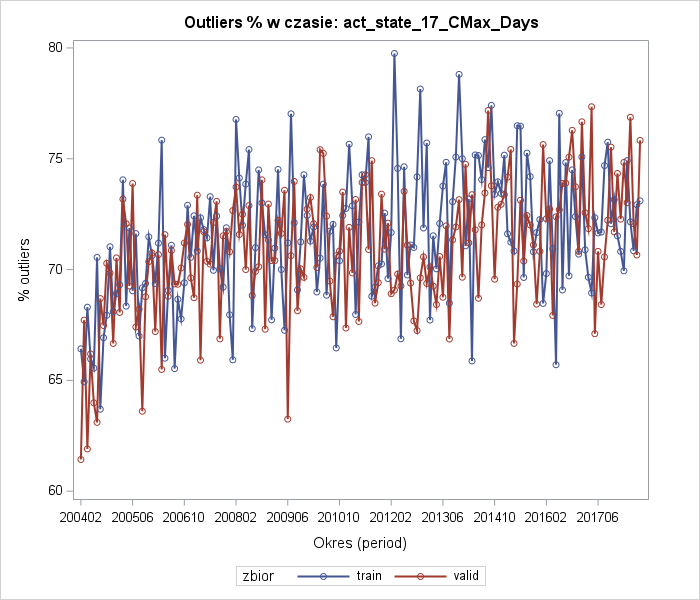 Outliers % w czasie: act_state_17_CMax_Days
80
75
70
65
60
% outliers
200402 200506 200610 200802 200906 201010 201202 201306 201410 201602 201706
Okres (period)
zbior train valid